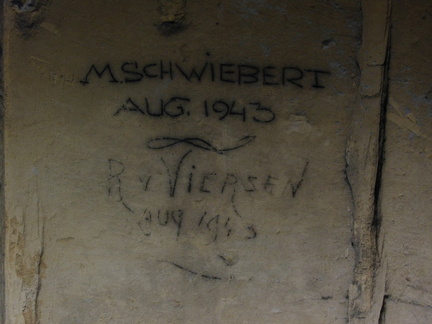 M. SCHWIEBERT
AUG. 1943
R v VIERSEN
AUG 1943